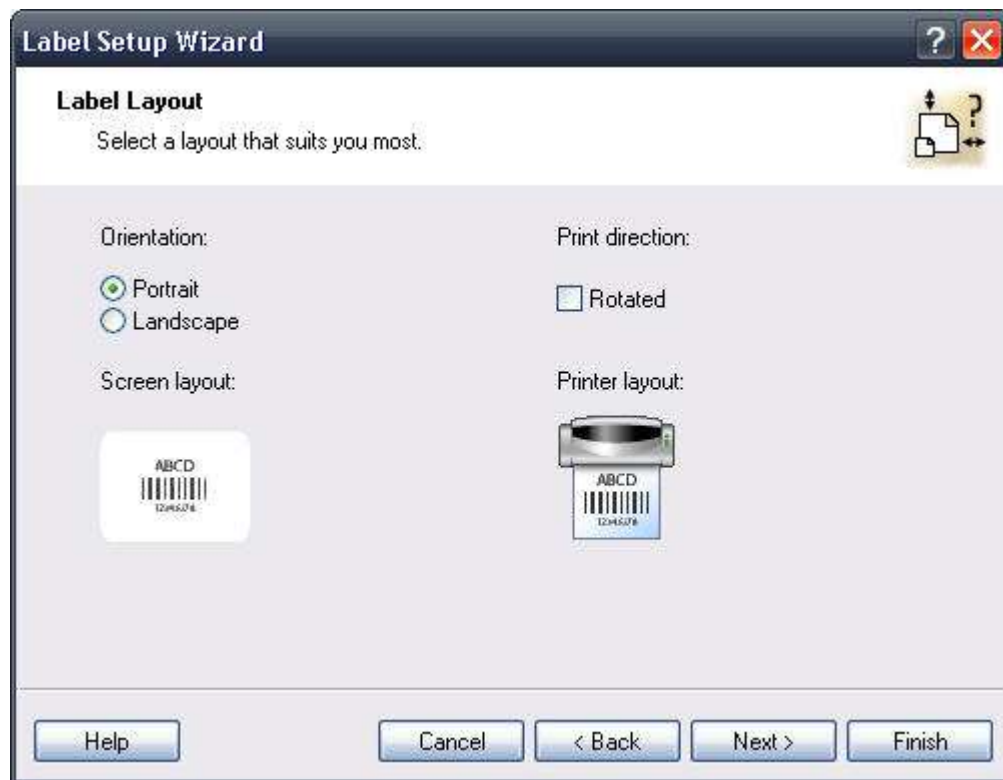 Label Setup Wizard
?
Label Layout
Select a layout that suits you most.
?
Orientation:
Print direction:
Portrait
Rotated
Landscape
Screen layout:
Printer layout:
ABCD
ABCD
Help
Cancel
< Back
Next >
Finish